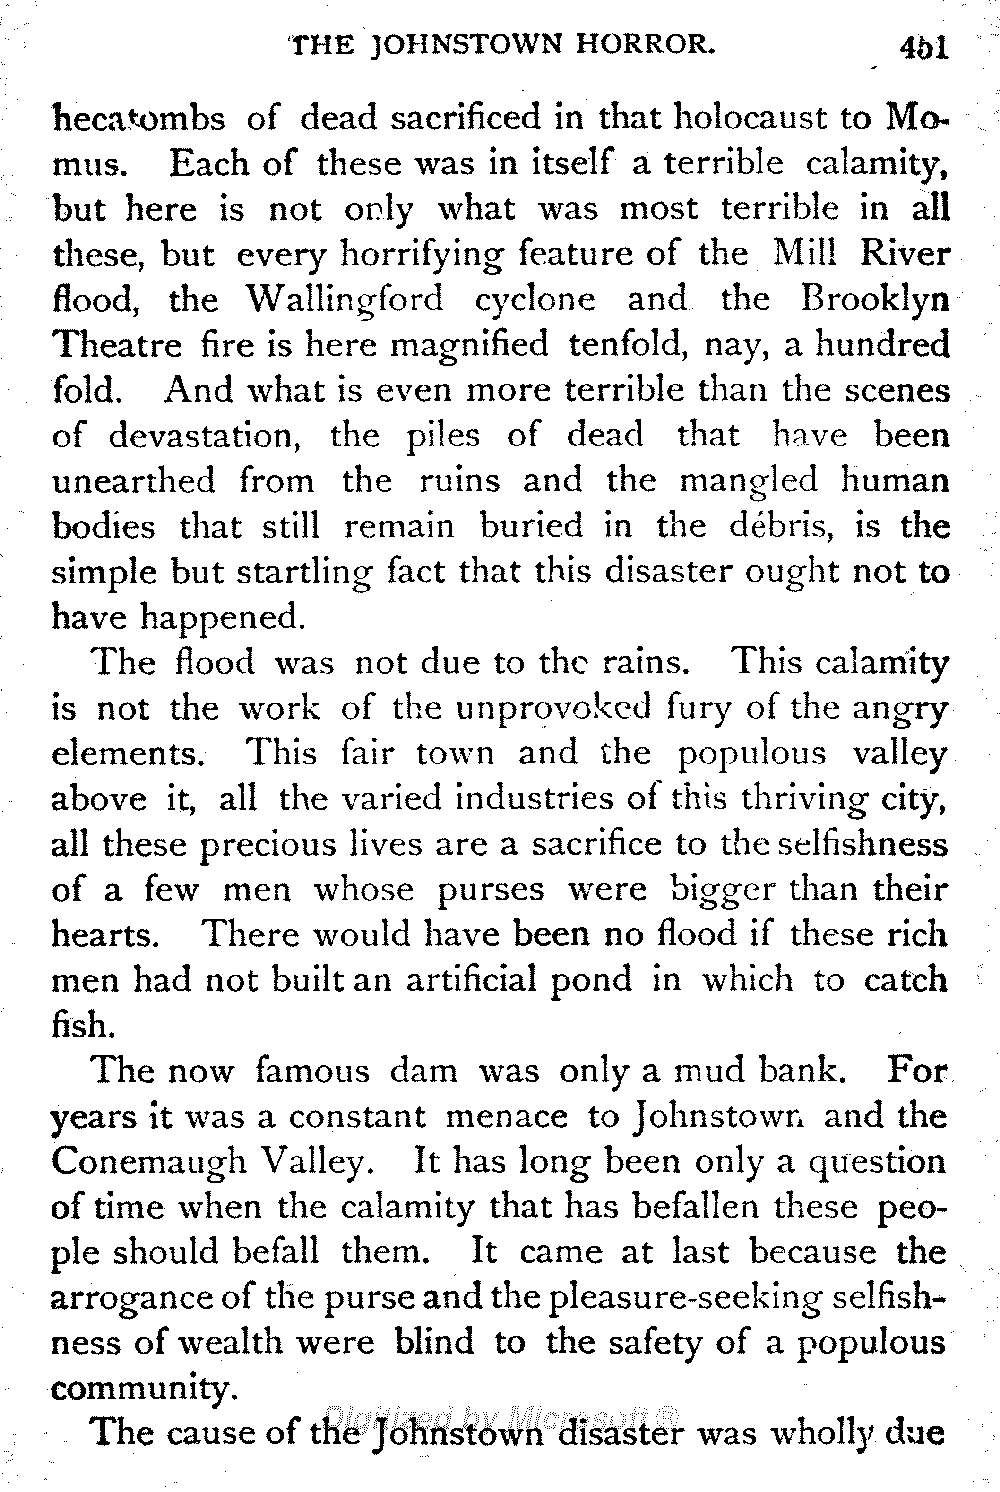 THE JOHNSTOWN HORROR. 451
hecatombs of dead sacrificed in that holocaust to Mo-
mus. Each of these was in itself a terrible calamity,
but here is not only what was most terrible in all
these, but every horrifying feature of the Mill River
flood, the Wallingford cyclone and the Brooklyn
Theatre fire is here magnified tenfold, nay, a hundred
fold. And what is even more terrible than the scenes
of devastation, the piles of dead that have been
unearthed from the ruins and the mangled human
bodies that still remain buried in the débris, is the
simple but startling fact that this disaster ought not to
have happened.
The flood was not due to the rains. This calamity
is not the work of the unprovoked fury of the angry
elements. This fair town and the populous valley
above it, all the varied industries of this thriving city,
all these precious lives are a sacrifice to the selfishness
of a few men whose purses were bigger than their
hearts. There would have been no flood if these rich
men had not built an artificial pond in which to catch
fish.
The now famous dam was only a mud bank. For
years it was a constant menace to Johnstown and the
Conemaugh Valley. It has long been only a question
of time when the calamity that has befallen these peo-
ple should befall them. It came at last because the
arrogance of the purse and the pleasure-seeking selfish-
ness of wealth were blind to the safety of a populous
community.
The cause of the Johnstown disaster was wholly due
Digitized by Microsoft®